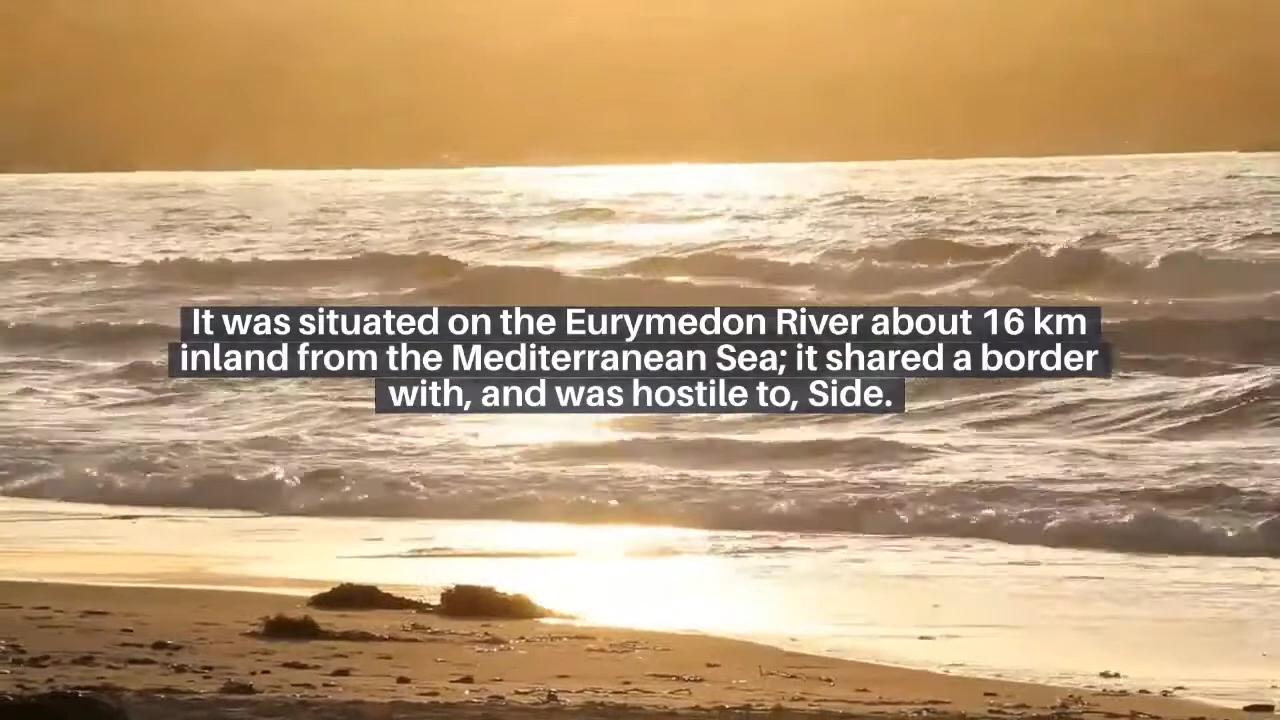 It was situated on the Eurymedon River about 16 km
inland from the Mediterranean Sea; it shared a border
with, and was hostile to, Side.